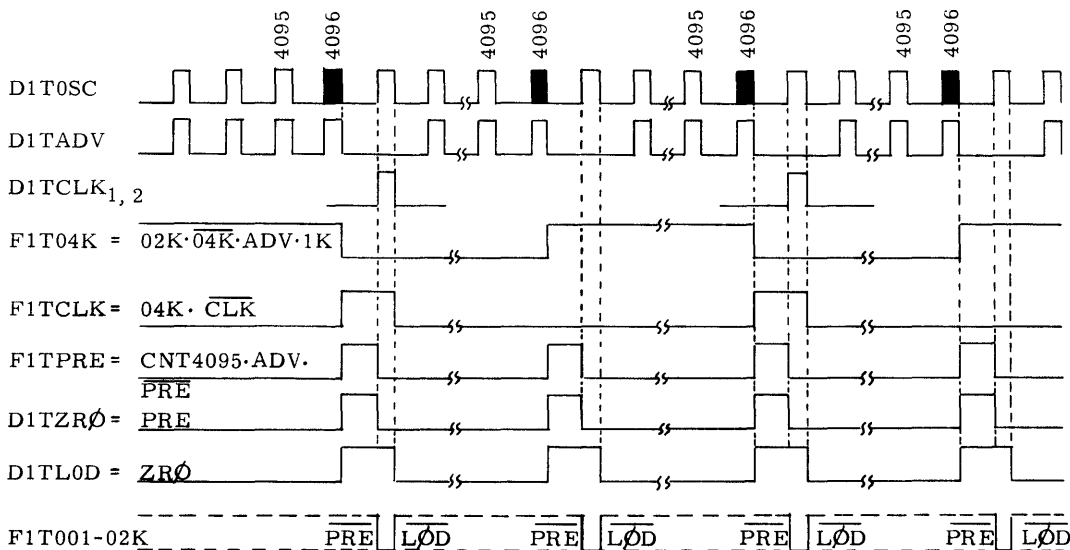 4095 4096 4095 4096 4095 4096 4095 4096
D1T0SC
D1TADV
D1TCLK1, 2
F1T04K = 02K·04K·ADV·1K
F1TCLK= 04K· CLK
F1TPRE = CNT4095·ADV·
PRE
D1TZRØ= PRE
D1TL0D = ZRØ
F1T001-02K PRE LØD PRE LØD PRE LØD PRE LØD